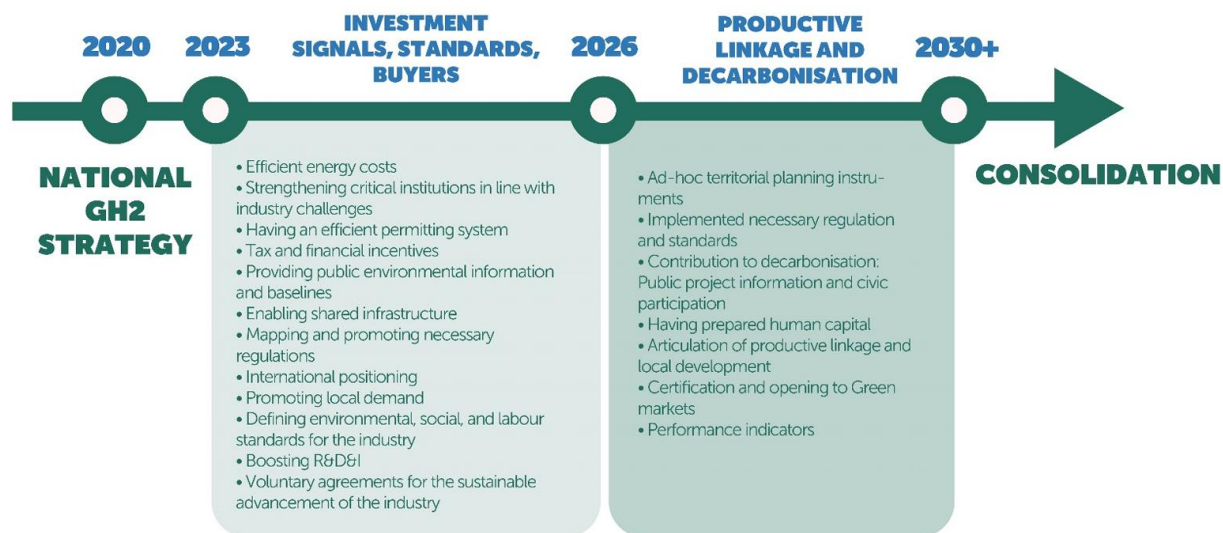 2020
2023
INVESTMENT
SIGNALS, STANDARDS,
BUYERS
2026
PRODUCTIVE
LINKAGE AND
DECARBONISATION
2030+
NATIONAL
GH2
STRATEGY
• Efficient energy costs
• Strengthening critical institutions in line with
industry challenges
• Having an efficient permitting system
• Tax and financial incentives
• Providing public environmental information
and baselines
• Enabling shared infrastructure
• Mapping and promoting necessary
regulations
• International positioning
• Promoting local demand
• Defining environmental, social, and labour
standards for the industry
• Boosting R&D&I
• Voluntary agreements for the sustainable
advancement of the industry
• Ad-hoc territorial planning instru-
ments
• Implemented necessary regulation
and standards
• Contribution to decarbonisation:
Public project information and civic
participation
• Having prepared human capital
• Articulation of productive linkage and
local development
• Certification and opening to Green
markets
• Performance indicators
CONSOLIDATION